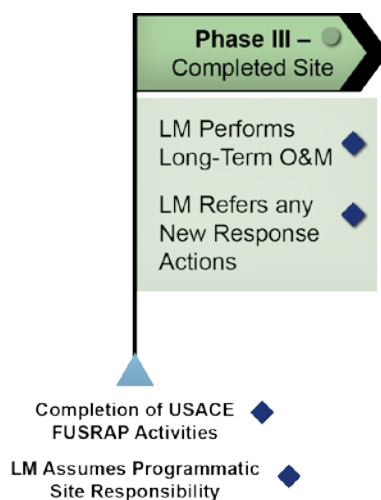 Phase III –
Completed Site
LM Performs
Long-Term O&M
LM Refers any
New Response
Actions
Completion of USACE
FUSRAP Activities
LM Assumes Programmatic
Site Responsibility